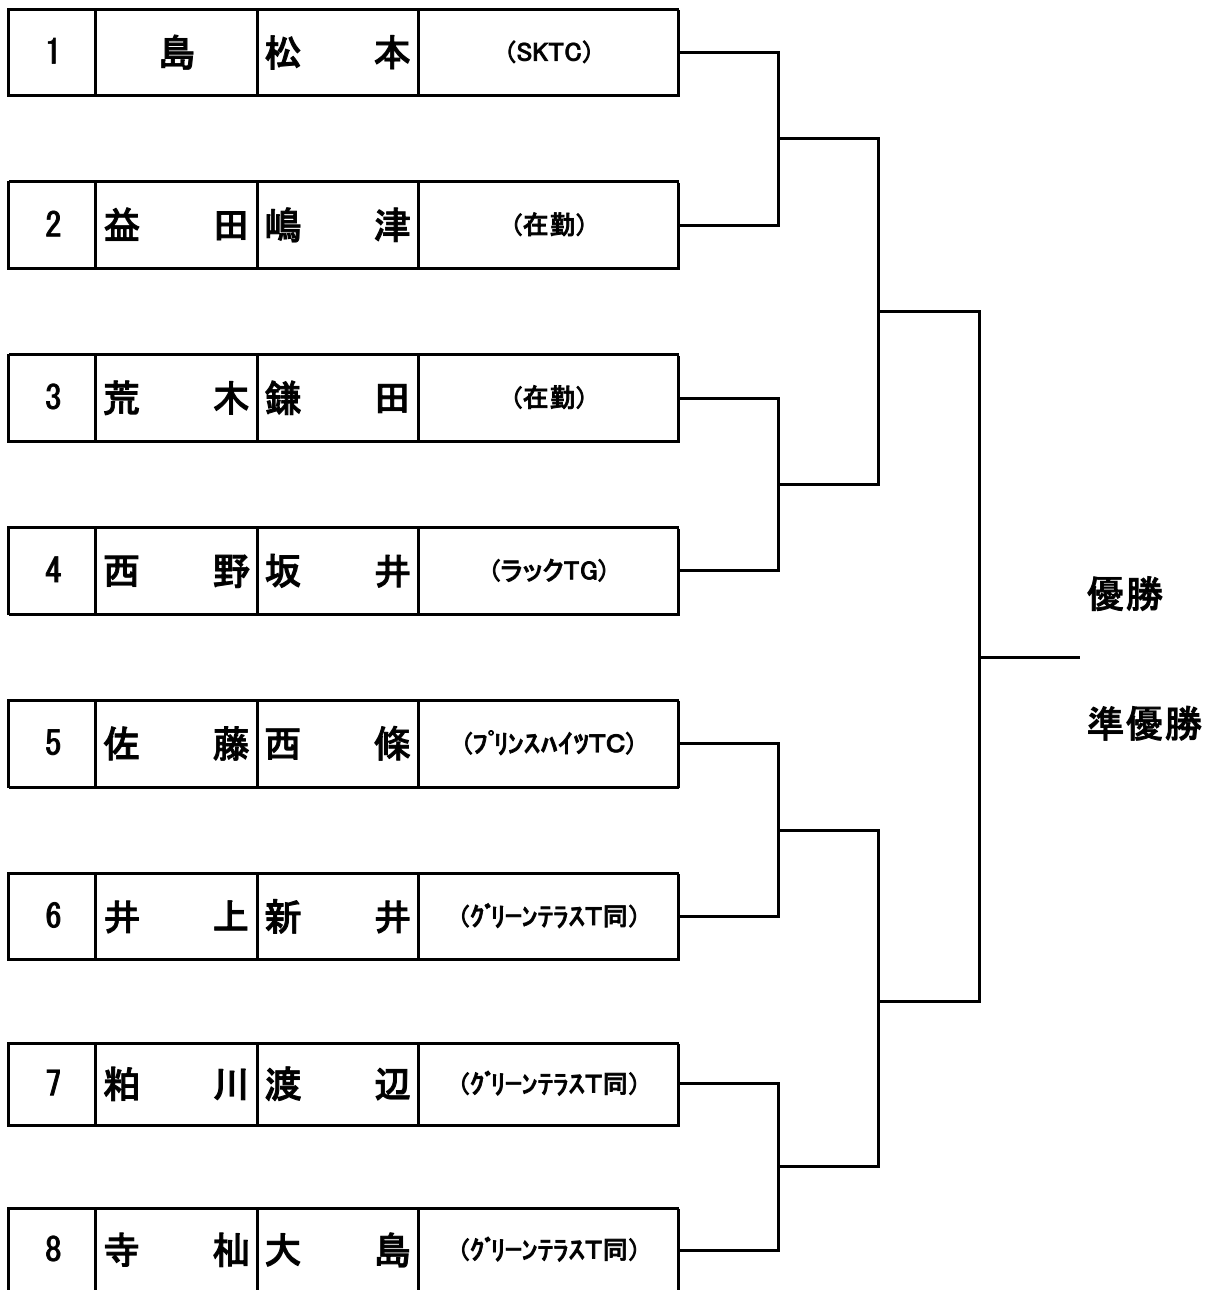 1 島 松本 (SKTC)
2 益田 嶋津 (在勤)
3 荒木 鎌田 (在勤)
4 西野 坂井 (ラックTG)
優勝
準優勝
5 佐藤 西條 (ﾌﾟﾘﾝｽﾊｲﾂTC)
6 井上 新井 (ｸﾞﾘｰﾝﾃﾗｽT同)
7 粕川 渡辺 (ｸﾞﾘｰﾝﾃﾗｽT同)
8 寺杣 大島 (ｸﾞﾘｰﾝﾃﾗｽT同)